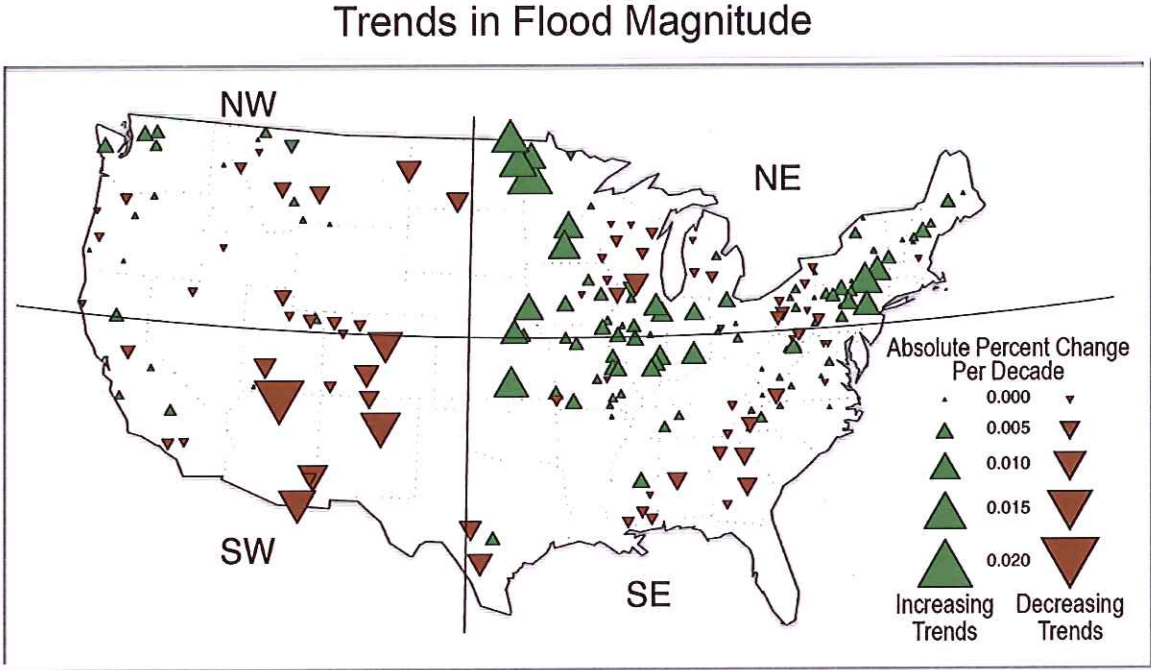 Trends in Flood Magnitude
NW
NE
SW
SE
Absolute Percent Change
Per Decade
0.000
0.005
0.010
0.015
0.020
Increasing Decreasing
Trends Trends